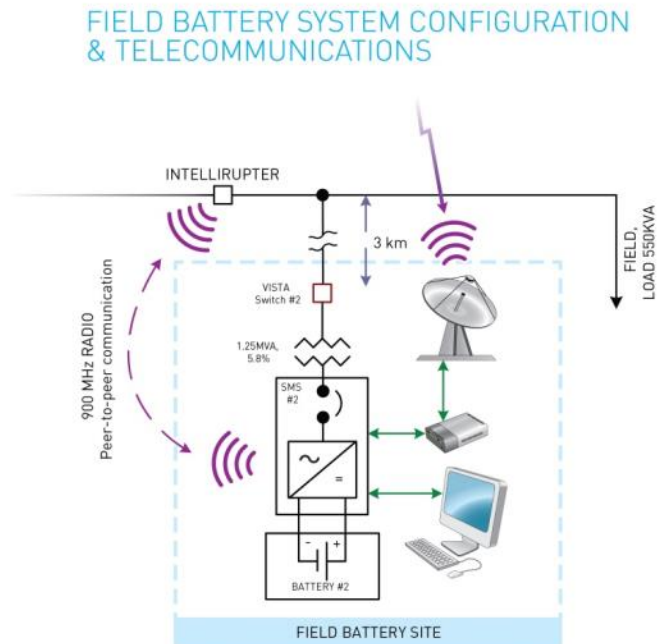 FIELD BATTERY SYSTEM CONFIGURATION
& TELECOMMUNICATIONS
INTELLIRUPTER
3 km
FIELD,
LOAD 550KVA
VISTA
Switch #2
900 MHz RADIO
Peer-to-peer communication
1.25MVA,
5.8%
SMS
#2
~
=
- +
BATTERY #2
FIELD BATTERY SITE